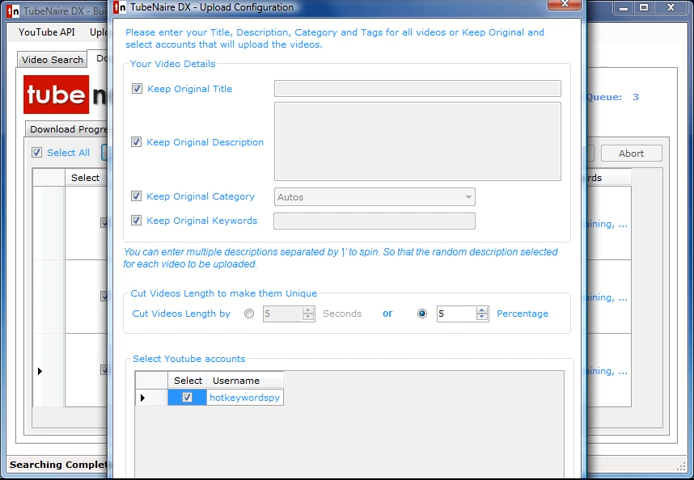 TubeNaire DX - Bu
TubeNaire DX - Upload Configuration
YouTube API
Uplo
Please enter your Title, Description, Category and Tags for all videos or Keep Original and
select accounts that will upload the videos.
Video Search
Do
Your Video Details
tube n
Keep Original Title
Queue: 3
Download Progre
Select All
Keep Original Description
Abort
Select
rds
Keep Original Category
Autos
Keep Original Keywords
ining, ...
You can enter multiple descriptions separated by '|' to spin. So that the random description selected
for each video to be uploaded.
Cut Videos Length to make them Unique
ining, ...
Cut Videos Length by
5
Seconds
or
5
Percentage
Select Youtube accounts
ining, ...
Select
Username
hotkeywordspy
Searching Complet